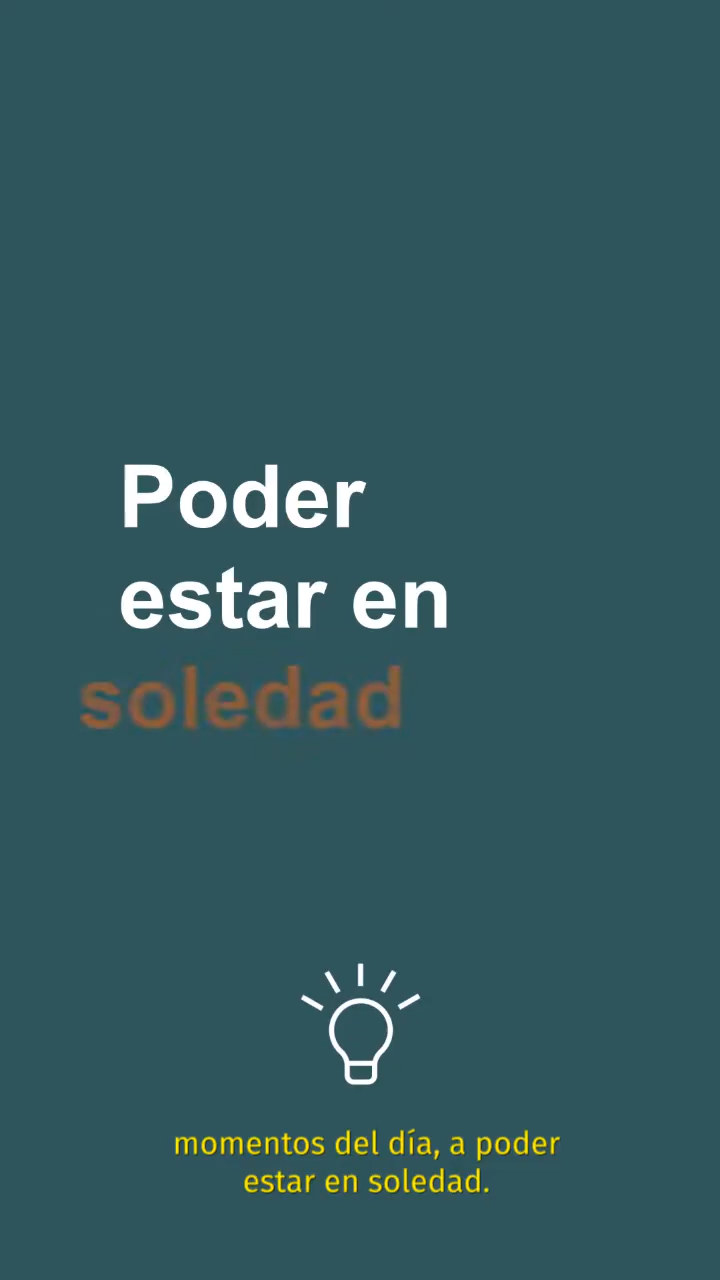 Poder
estar en
soledad
momentos del día, a poder
estar en soledad.